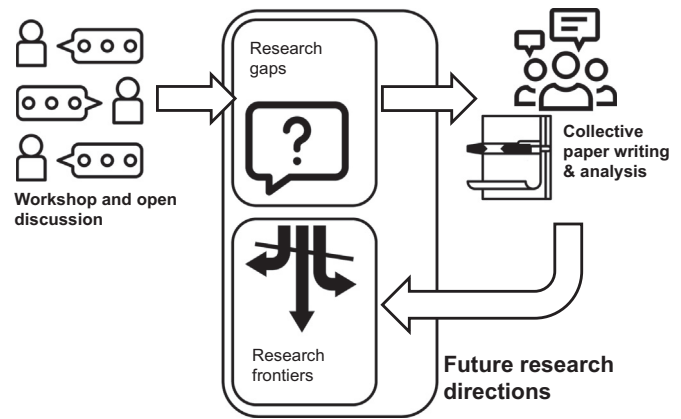 Research
gaps
?
Collective
paper writing
& analysis
Workshop and open
discussion
Research
frontiers
Future research
directions